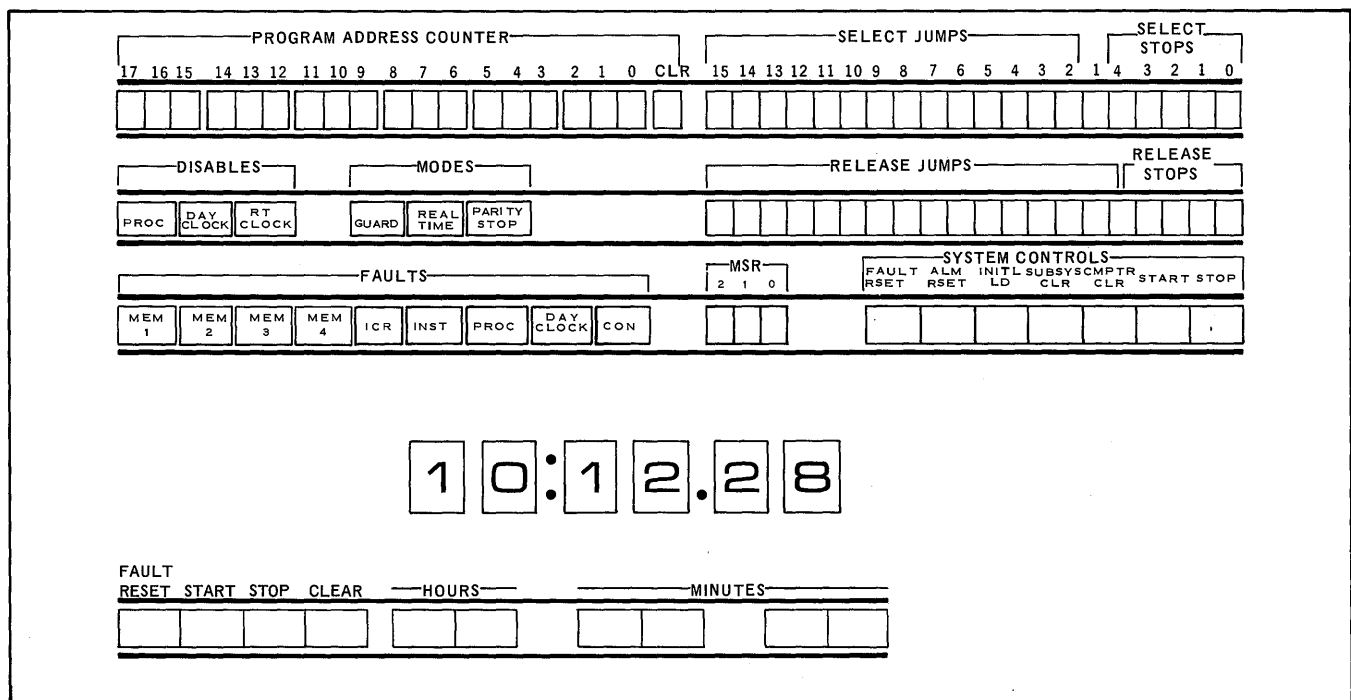 PROGRAM ADDRESS COUNTER SELECT JUMPS SELECT STOPS
17 16 15 14 13 12 11 10 9 8 7 6 5 4 3 2 1 0 CLR 15 14 13 12 11 10 9 8 7 6 5 4 3 2 1 4 3 2 1 0
DISABLES MODES RELEASE JUMPS RELEASE STOPS
PROC DAY CLOCK RT CLOCK GUARD REAL TIME PARITY STOP
FAULTS MSR SYSTEM CONTROLS
2 1 0 FAULT RSET ALM RSET INITL LD SUBSYS CLR CMPTR CLR START STOP
MEM 1 MEM 2 MEM 3 MEM 4 ICR INST PROC DAY CLOCK CON
10:12.28
FAULT RESET START STOP CLEAR HOURS MINUTES